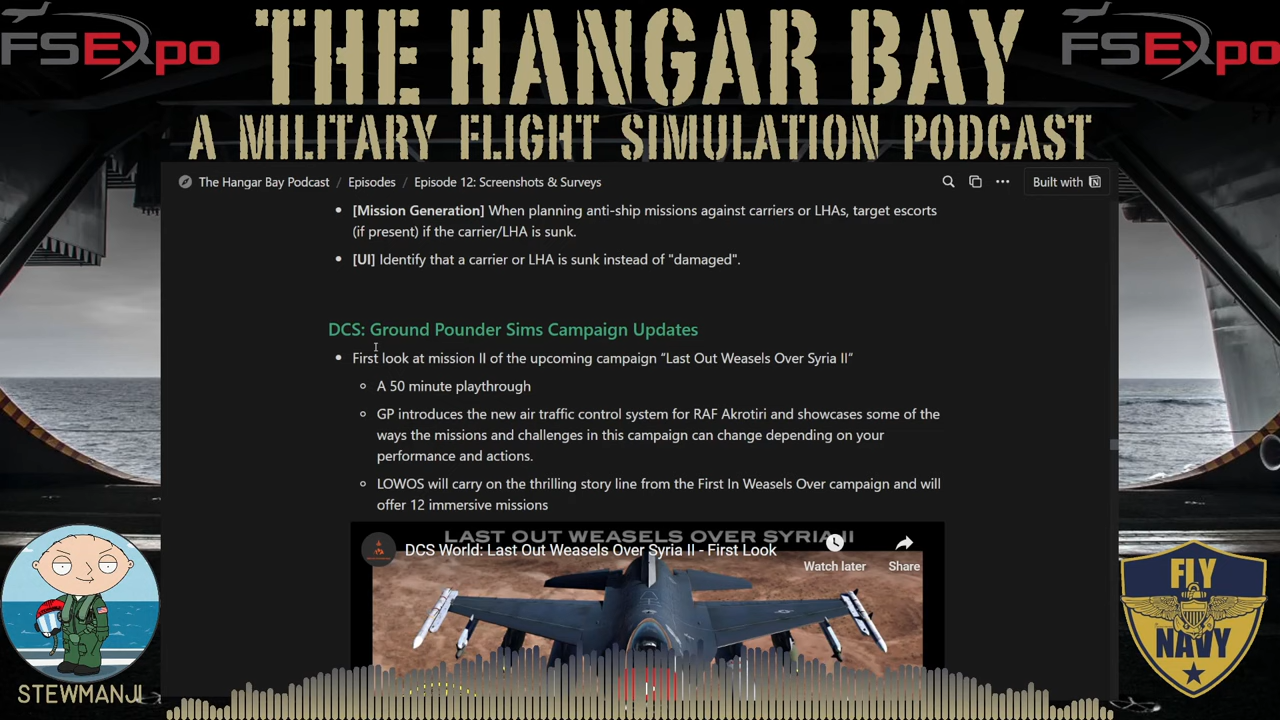 FSExpo
THE HANGAR BAY
FSExpo
A MILITARY FLIGHT SIMULATION PODCAST
The Hangar Bay Podcast / Episodes / Episode 12: Screenshots & Surveys
Built with
[Mission Generation] When planning anti-ship missions against carriers or LHAs, target escorts
(if present) if the carrier/LHA is sunk.
[UI] Identify that a carrier or LHA is sunk instead of "damaged".
DCS: Ground Pounder Sims Campaign Updates
First look at mission II of the upcoming campaign “Last Out Weasels Over Syria II”
A 50 minute playthrough
GP introduces the new air traffic control system for RAF Akrotiri and showcases some of the
ways the missions and challenges in this campaign can change depending on your
performance and actions.
LOWOS will carry on the thrilling story line from the First In Weasels Over campaign and will
offer 12 immersive missions
LAST OUT WEASELS OVER SYRIA II
DCS World: Last Out Weasels Over Syria II - First Look
Watch later
Share
STEWMANJI
FLY
NAVY